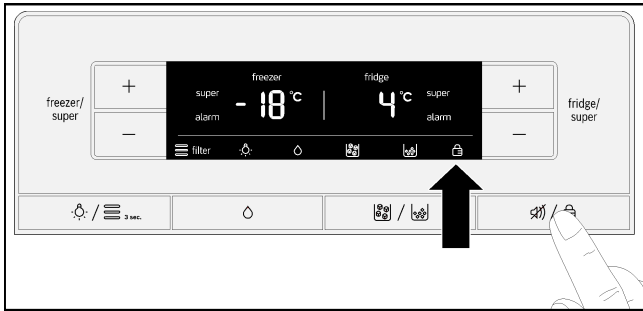 freezer/
super
+
−
freezer
super
alarm
- 18 °C
fridge
4 °C
super
alarm
filter
+
−
fridge/
super
/ 3 sec.
/
/